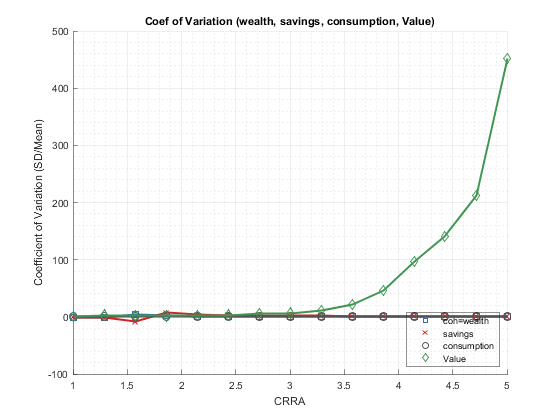 Coef of Variation (wealth, savings, consumption, Value)
500
400
300
200
100
0
-100
Coefficient of Variation (SD/Mean)
1
1.5
2
2.5
3
3.5
4
4.5
5
CRRA
coh=wealth
savings
consumption
Value